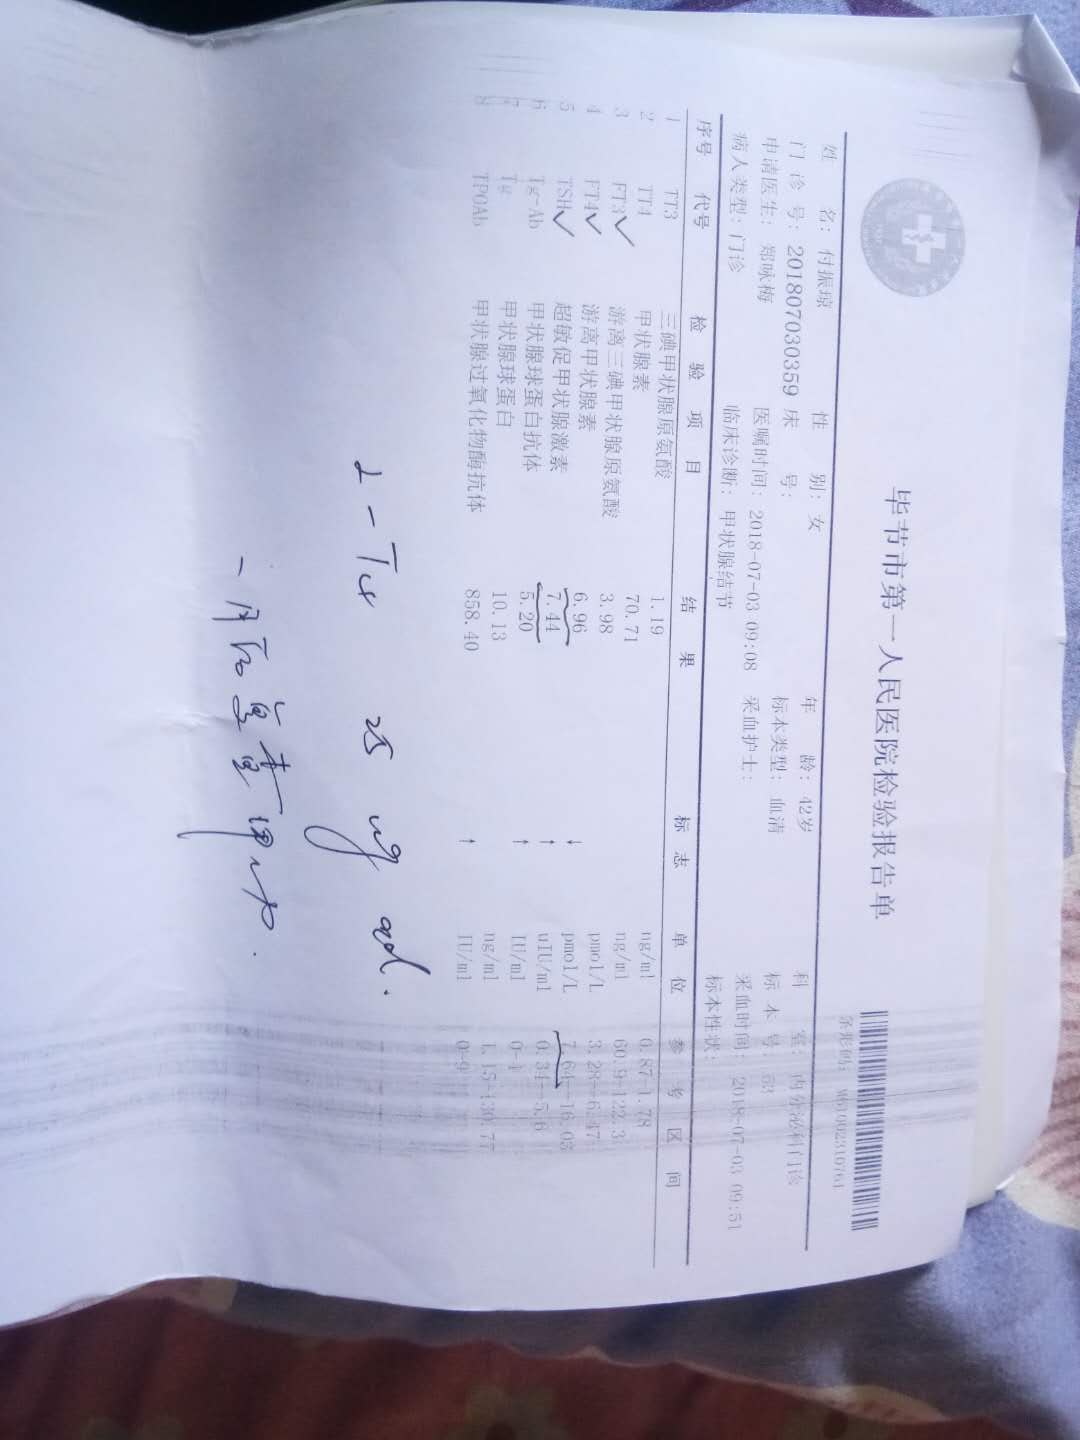 毕节市第一人民医院检验报告单
条形码: W61002310761
姓 名: 付振琼 性 别: 女 年 龄: 42岁 科 室: 内分泌科门诊
门 诊 号: 201807030359 床 号: 标本类型: 血清 标 本 号: 53
申请医生: 郑咏梅 医嘱时间: 2018-07-03 09:08 采血护士: 采血时间: 2018-07-03 09:51
病人类型: 门诊 临床诊断: 甲状腺结节 标本性状:
序号 代号 检 验 项 目 结 果 标 志 单 位 参 考 区 间
1 TT3 三碘甲状腺原氨酸 1.19 ng/ml 0.87-1.78
2 TT4 甲状腺素 70.71 ng/ml 60.9-122.3
3 FT3✓ 游离三碘甲状腺原氨酸 3.98 pmol/L 3.28--6.47
4 FT4✓ 游离甲状腺素 6.96 ↓ pmol/L 7.64--16.03
5 TSH✓ 超敏促甲状腺激素 7.44 ↑ uIU/ml 0.34--5.6
6 Tg-Ab 甲状腺球蛋白抗体 5.20 ↑ IU/ml 0-4
7 Tg 甲状腺球蛋白 10.13 ng/ml 1.15-130.77
8 TPOAb 甲状腺过氧化物酶抗体 858.40 ↑ IU/ml 0-9
L-T4 25 ug qd.
一月后复查甲功.